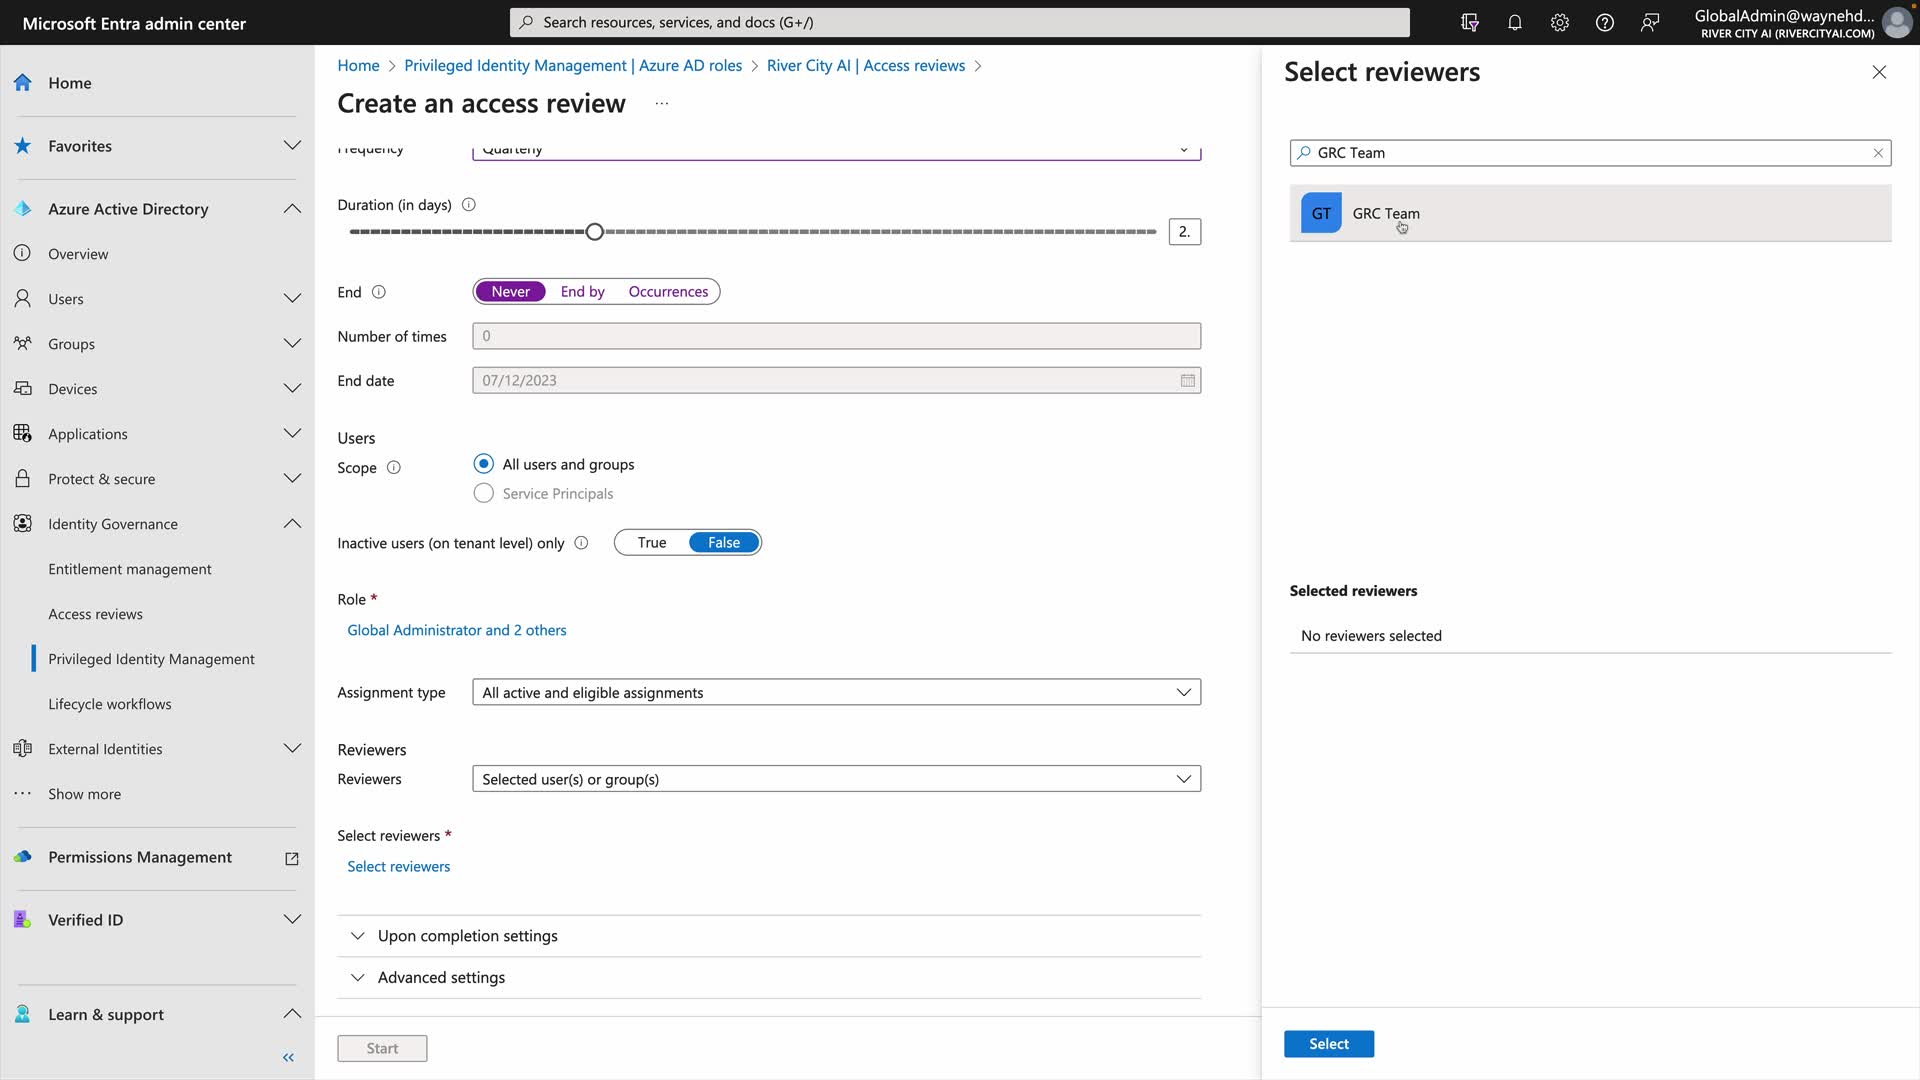 Microsoft Entra admin center
Search resources, services, and docs (G+/)
GlobalAdmin@waynehd...
RIVER CITY AI (RIVERCITYAI.COM)
Home
Favorites
Azure Active Directory
Overview
Users
Groups
Devices
Applications
Protect & secure
Identity Governance
Entitlement management
Access reviews
Privileged Identity Management
Lifecycle workflows
External Identities
Show more
Permissions Management
Verified ID
Learn & support
Home > Privileged Identity Management | Azure AD roles > River City AI | Access reviews >
Create an access review ...
Frequency Quarterly
Duration (in days)
2.
End Never End by Occurrences
Number of times 0
End date 07/12/2023
Users
Scope All users and groups
Service Principals
Inactive users (on tenant level) only True False
Role *
Global Administrator and 2 others
Assignment type All active and eligible assignments
Reviewers
Reviewers Selected user(s) or group(s)
Select reviewers *
Select reviewers
Upon completion settings
Advanced settings
Start
Select reviewers
GRC Team
GT GRC Team
Selected reviewers
No reviewers selected
Select